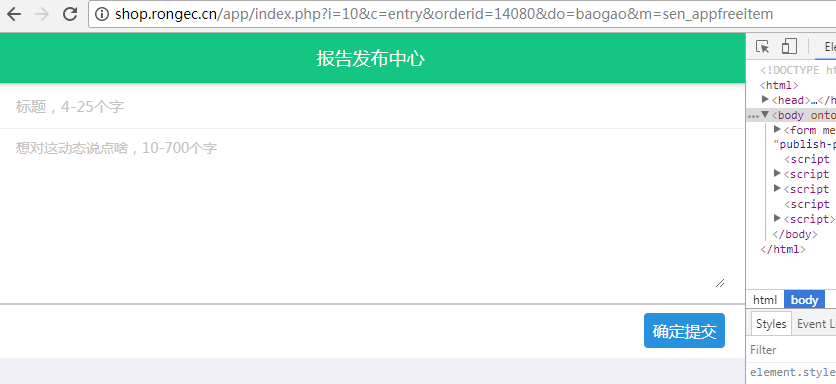 shop.rongec.cn/app/index.php?i=10&c=entry&orderid=14080&do=baogao&m=sen_appfreeitem
报告发布中心
标题，4-25个字
想对这动态说点啥，10-700个字
确定提交
Ele
<!DOCTYPE ht
<html>
<head>…</h
<body onto
<form me
"publish-p
<script
<script
<script
<script
<script>
</body>
</html>
html body
Styles Event Li
Filter
element.style